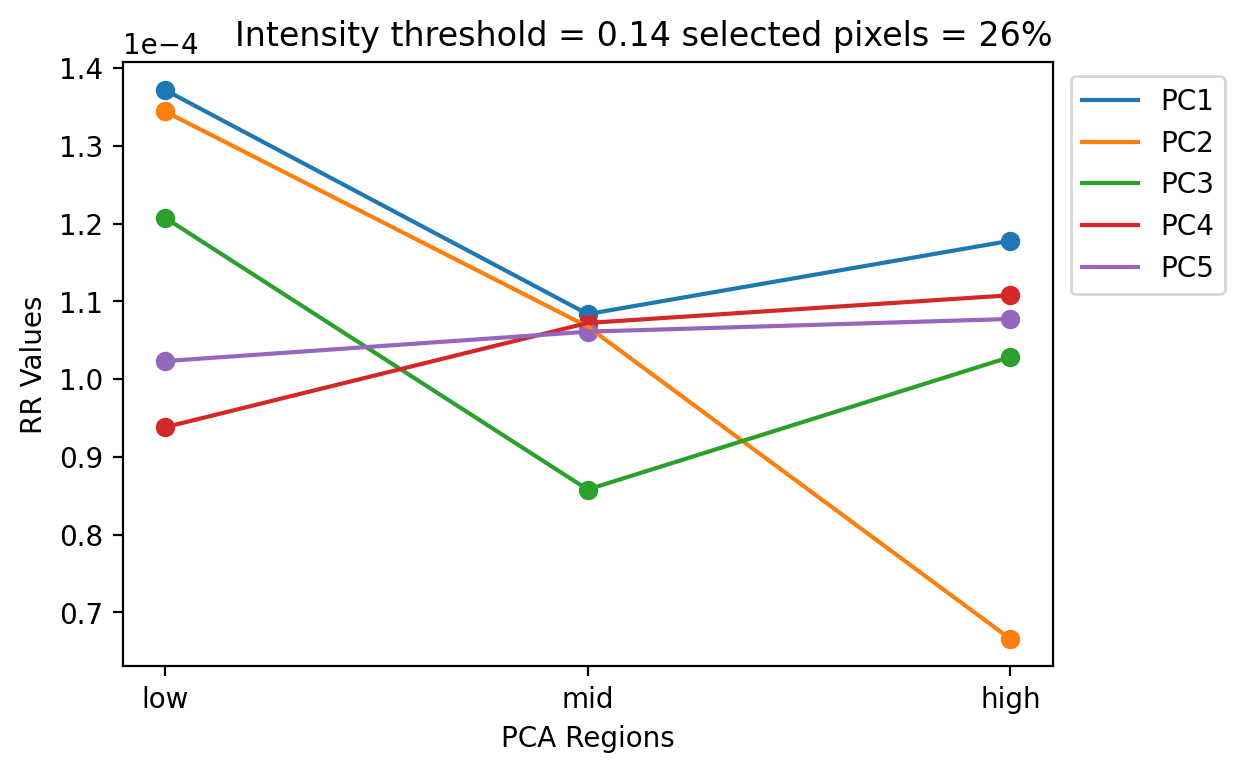 Intensity threshold = 0.14 selected pixels = 26%
1e−4
1.4
1.3
1.2
1.1
1.0
0.9
0.8
0.7
RR Values
low
mid
high
PCA Regions
PC1
PC2
PC3
PC4
PC5